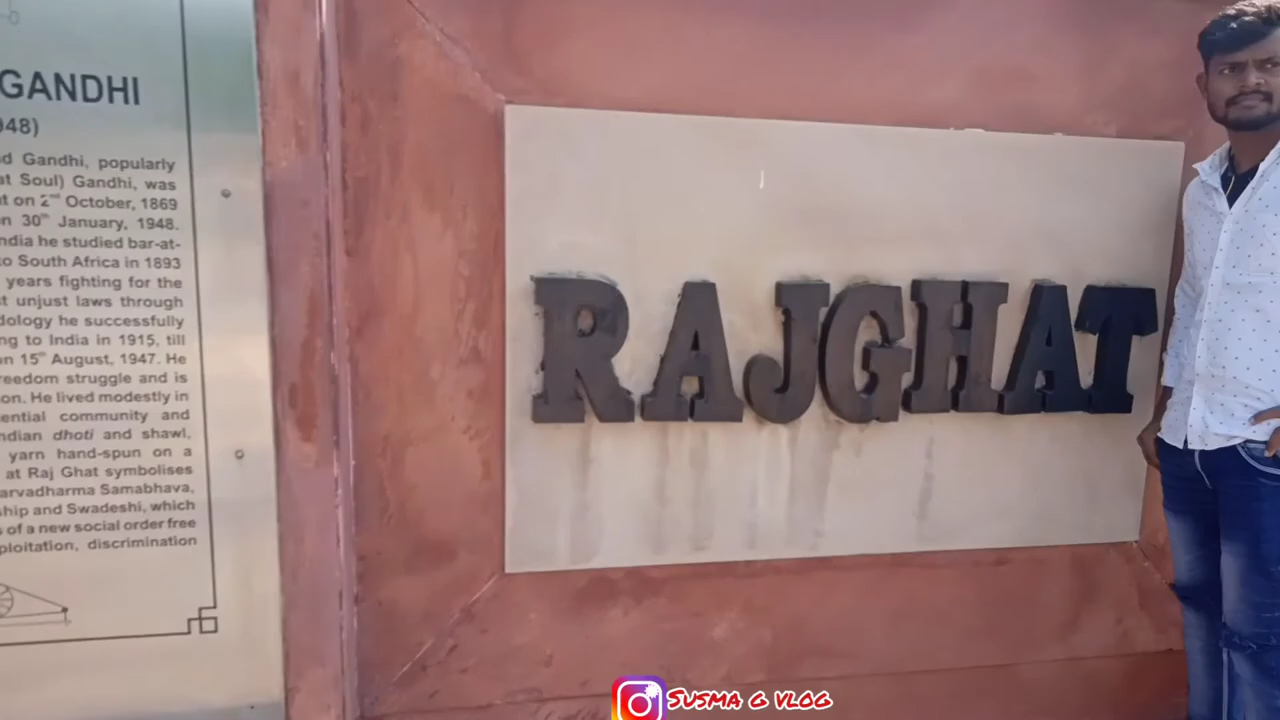 GANDHI
948)
d Gandhi, popularly
at Soul) Gandhi, was
t on 2nd October, 1869
n 30th January, 1948.
ndia he studied bar-at-
to South Africa in 1893
years fighting for the
st unjust laws through
dology he successfully
ng to India in 1915, till
on 15th August, 1947. He
reedom struggle and is
on. He lived modestly in
ential community and
ndian dhoti and shawl,
yarn hand-spun on a
at Raj Ghat symbolises
arvadharma Samabhava,
ship and Swadeshi, which
s of a new social order free
ploitation, discrimination
RAJGHAT
SUSMA G VLOG